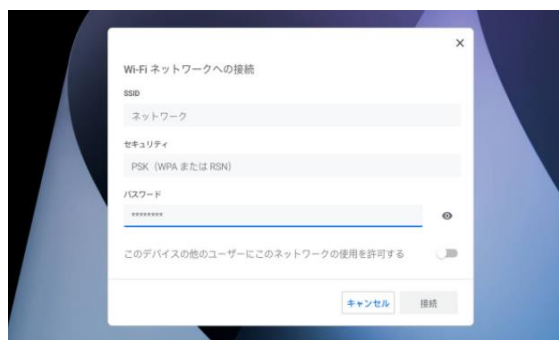 Wi-Fi ネットワークへの接続
SSID
ネットワーク
セキュリティ
PSK（WPA または RSN）
パスワード
********
このデバイスの他のユーザーにこのネットワークの使用を許可する
キャンセル 接続